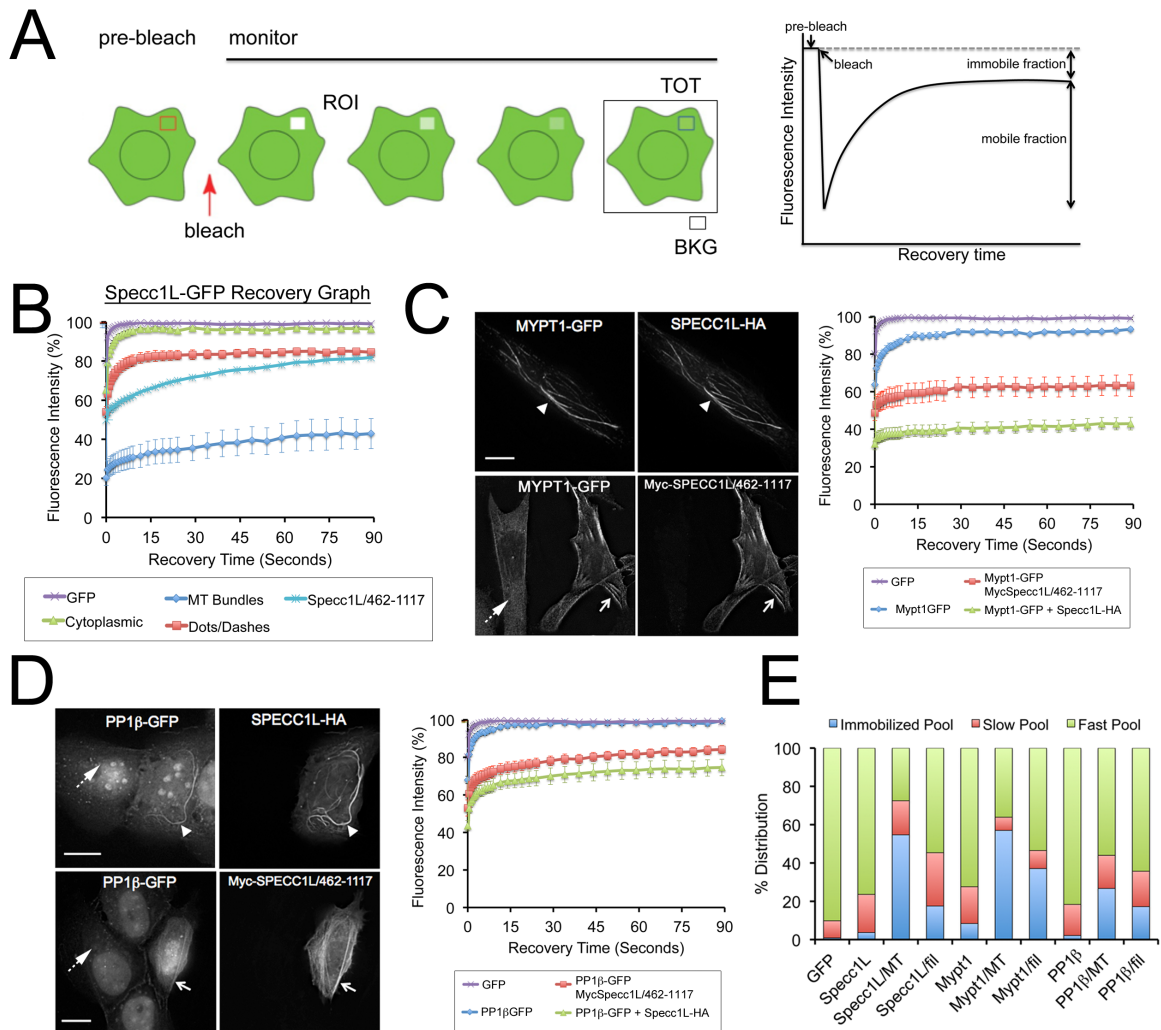 A
pre-bleach
monitor
ROI
TOT
bleach
BKG
pre-bleach
bleach
immobile fraction
mobile fraction
Fluorescence Intensity
Recovery time
B
Specc1L-GFP Recovery Graph
Fluorescence Intensity (%)
100
80
60
40
20
0
0 15 30 45 60 75 90
Recovery Time (Seconds)
GFP
MT Bundles
Specc1L/462-1117
Cytoplasmic
Dots/Dashes
C
MYPT1-GFP
SPECC1L-HA
MYPT1-GFP
Myc-SPECC1L/462-1117
Fluorescence Intensity (%)
100
80
60
40
20
0
0 15 30 45 60 75 90
Recovery Time (Seconds)
GFP
Mypt1-GFP
MycSpecc1L/462-1117
Mypt1GFP
Mypt1-GFP + Specc1L-HA
D
PP1β-GFP
SPECC1L-HA
PP1β-GFP
Myc-SPECC1L/462-1117
Fluorescence Intensity (%)
100
80
60
40
20
0
0 15 30 45 60 75 90
Recovery Time (Seconds)
GFP
PP1β-GFP
MycSpecc1L/462-1117
PP1βGFP
PP1β-GFP + Specc1L-HA
E
Immobilized Pool
Slow Pool
Fast Pool
% Distribution
100
80
60
40
20
0
GFP
Specc1L
Specc1L/MT
Specc1L/fil
Mypt1
Mypt1/MT
Mypt1/fil
PP1β
PP1β/MT
PP1β/fil